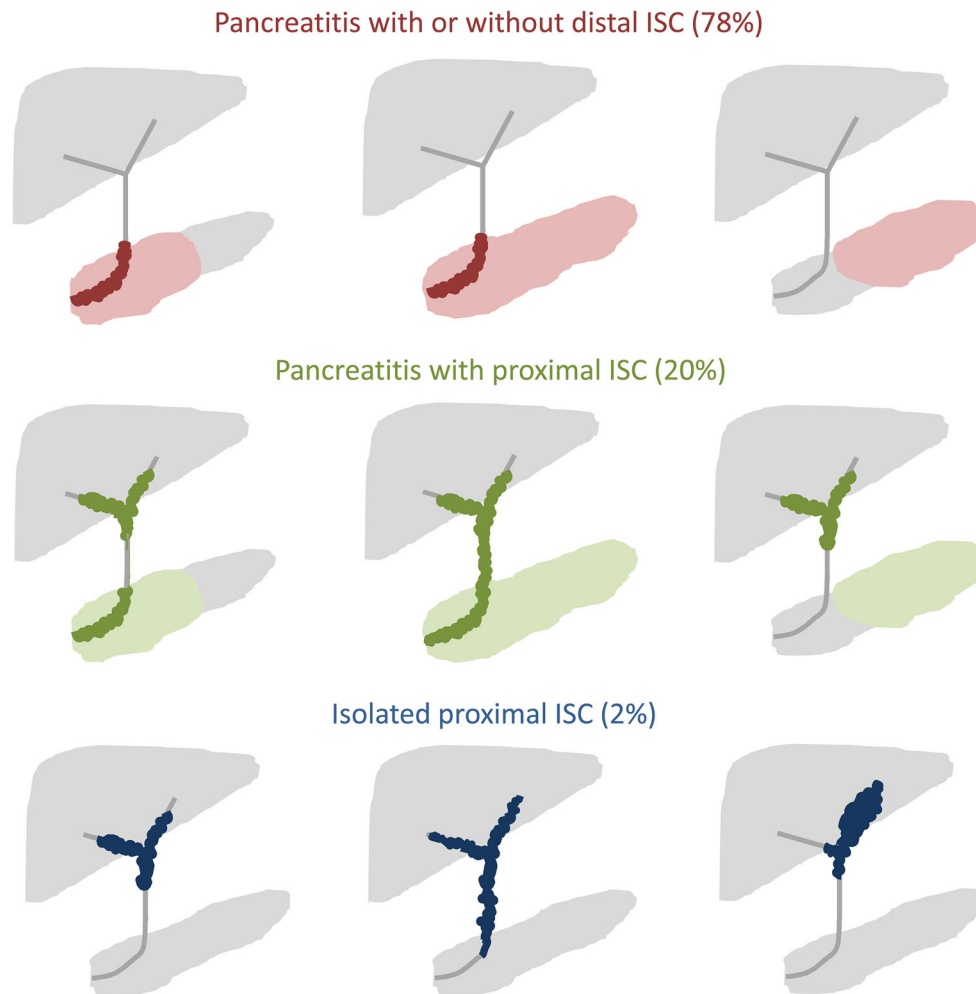 Pancreatitis with or without distal ISC (78%)
Pancreatitis with proximal ISC (20%)
Isolated proximal ISC (2%)